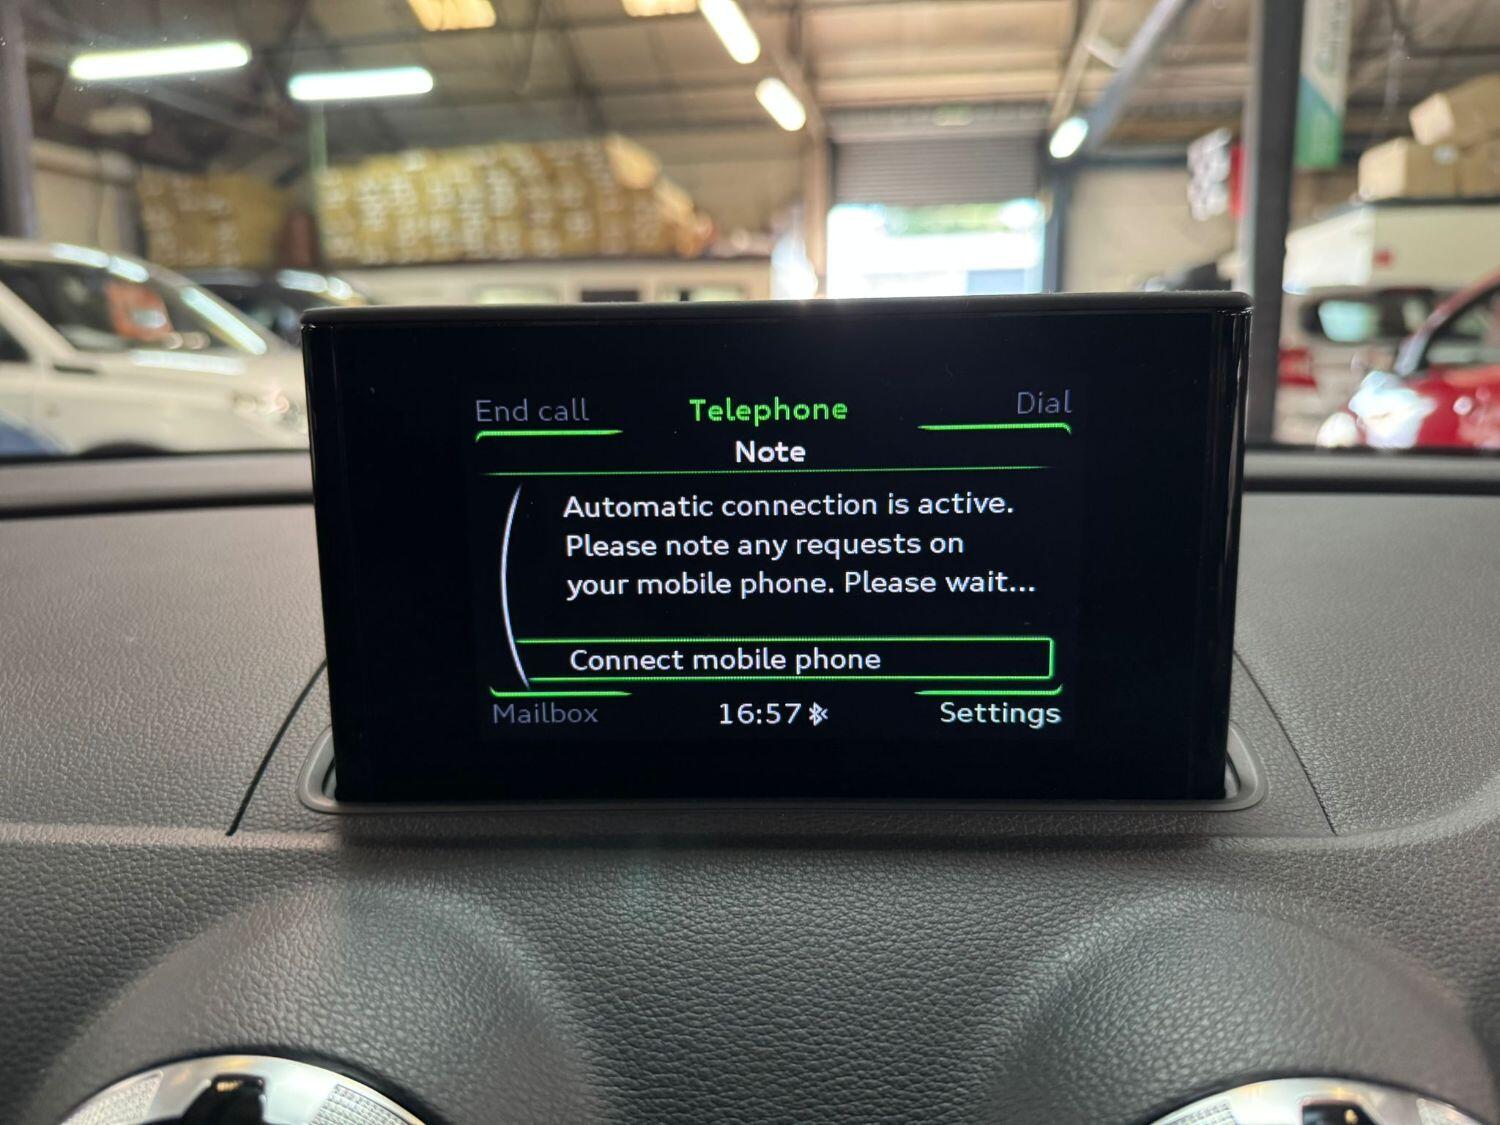 End call
Telephone
Dial
Note
Automatic connection is active.
Please note any requests on
your mobile phone. Please wait...
Connect mobile phone
Mailbox
16:57
Settings